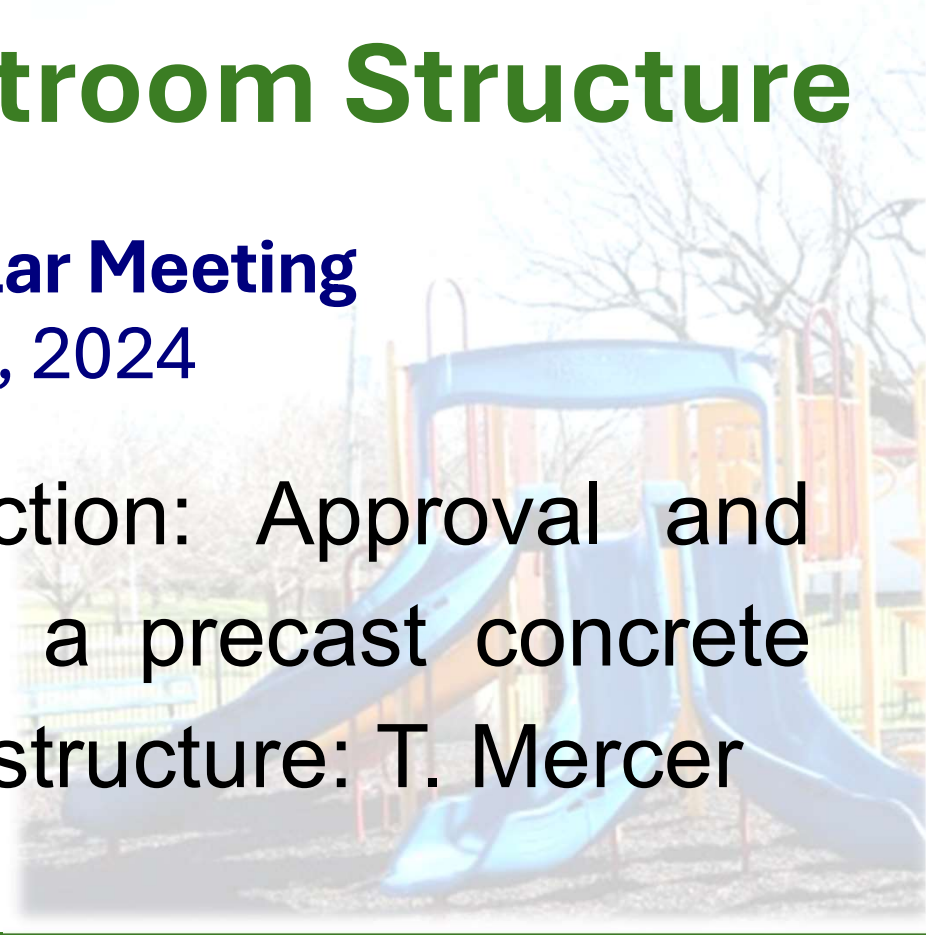 troom Structure
lar Meeting
, 2024
ction: Approval and
a precast concrete
structure: T. Mercer